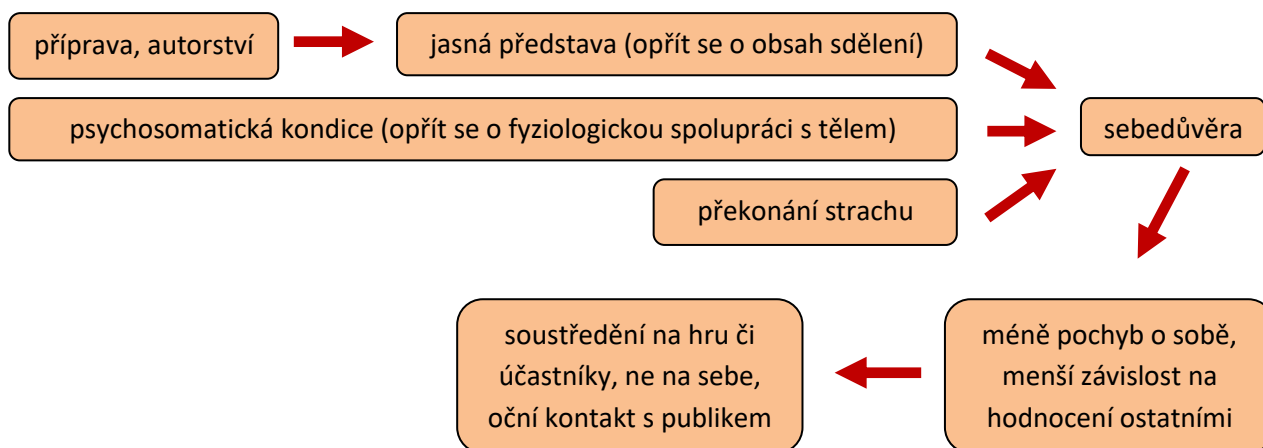 příprava, autorství
jasná představa (opřít se o obsah sdělení)
psychosomatická kondice (opřít se o fyziologickou spolupráci s tělem)
sebedůvěra
překonání strachu
méně pochyb o sobě,
menší závislost na
hodnocení ostatními
soustředění na hru či
účastníky, ne na sebe,
oční kontakt s publikem